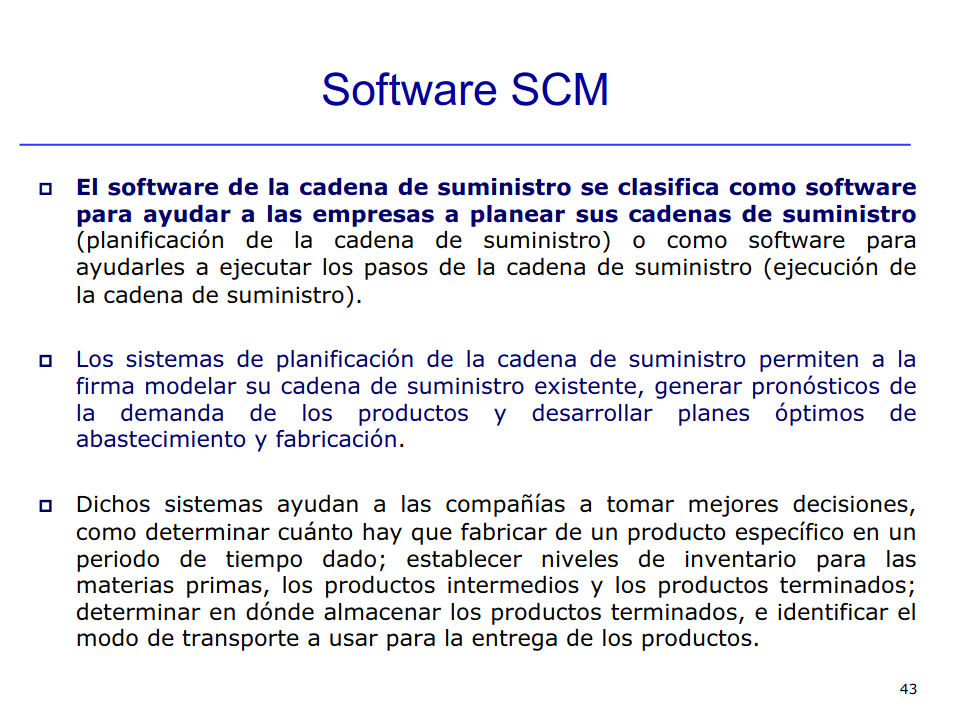 Software SCM
El software de la cadena de suministro se clasifica como software
para ayudar a las empresas a planear sus cadenas de suministro
(planificación de la cadena de suministro) o como software para
ayudarles a ejecutar los pasos de la cadena de suministro (ejecución de
la cadena de suministro).
Los sistemas de planificación de la cadena de suministro permiten a la
firma modelar su cadena de suministro existente, generar pronósticos de
la demanda de los productos y desarrollar planes óptimos de
abastecimiento y fabricación.
Dichos sistemas ayudan a las compañías a tomar mejores decisiones,
como determinar cuánto hay que fabricar de un producto específico en un
periodo de tiempo dado; establecer niveles de inventario para las
materias primas, los productos intermedios y los productos terminados;
determinar en dónde almacenar los productos terminados, e identificar el
modo de transporte a usar para la entrega de los productos.
43